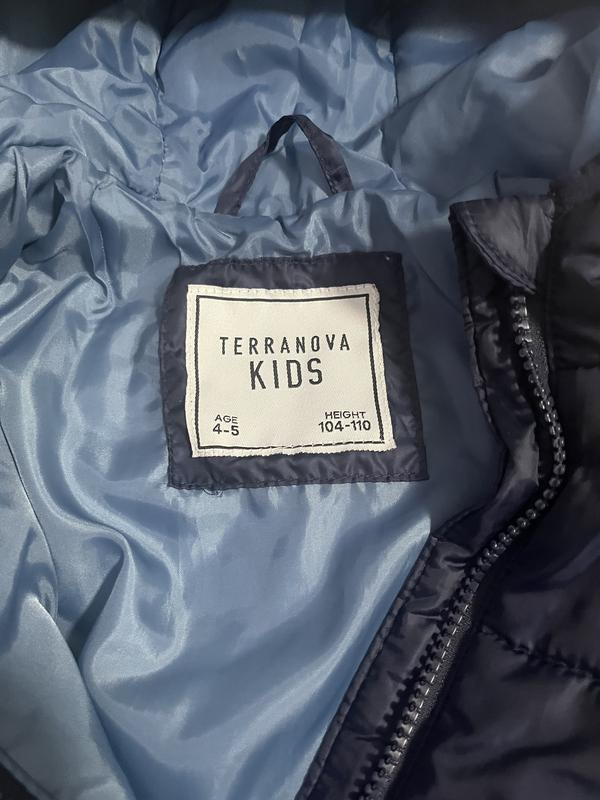 TERRANOVA
KIDS
AGE HEIGHT
4-5 104-110